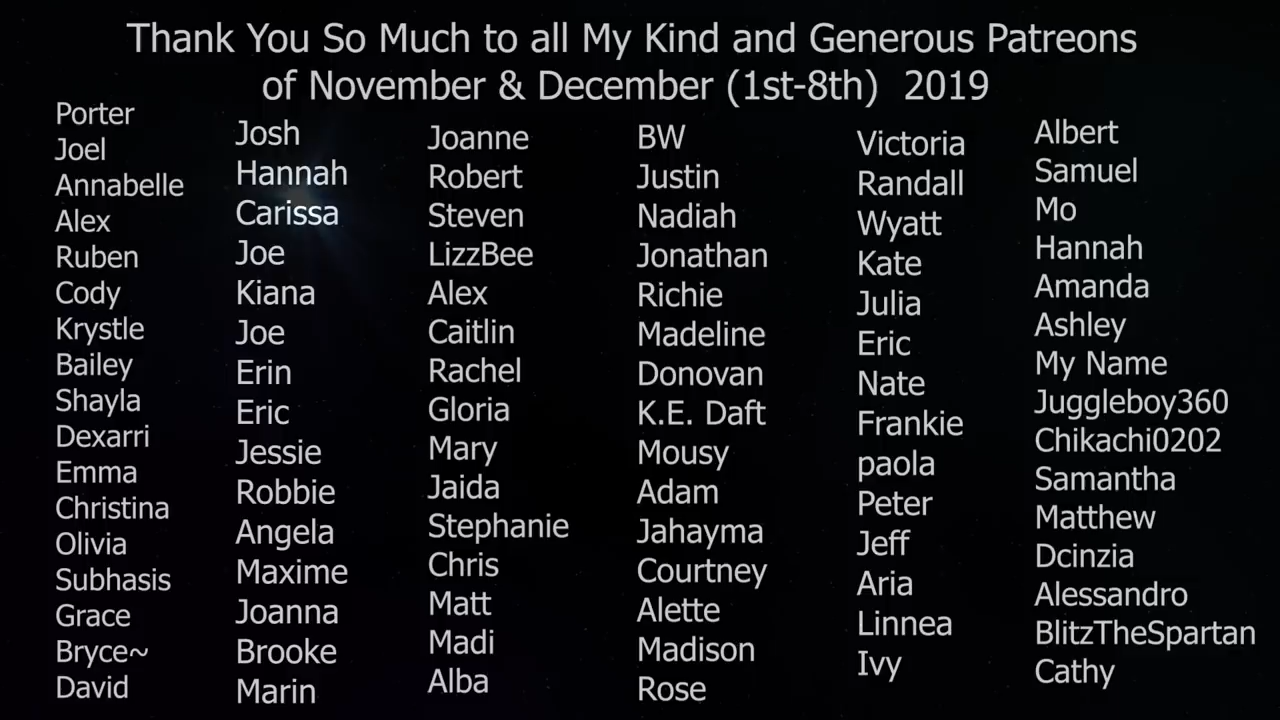 Thank You So Much to all My Kind and Generous Patreons
of November & December (1st-8th) 2019
Porter
Joel
Annabelle
Alex
Ruben
Cody
Krystle
Bailey
Shayla
Dexarri
Emma
Christina
Olivia
Subhasis
Grace
Bryce~
David
Josh
Hannah
Carissa
Joe
Kiana
Joe
Erin
Eric
Jessie
Robbie
Angela
Maxime
Joanna
Brooke
Marin
Joanne
Robert
Steven
LizzBee
Alex
Caitlin
Rachel
Gloria
Mary
Jaida
Stephanie
Chris
Matt
Madi
Alba
BW
Justin
Nadiah
Jonathan
Richie
Madeline
Donovan
K.E. Daft
Mousy
Adam
Jahayma
Courtney
Alette
Madison
Rose
Victoria
Randall
Wyatt
Kate
Julia
Eric
Nate
Frankie
paola
Peter
Jeff
Aria
Linnea
Ivy
Albert
Samuel
Mo
Hannah
Amanda
Ashley
My Name
Juggleboy360
Chikachi0202
Samantha
Matthew
Dcinzia
Alessandro
BlitzTheSpartan
Cathy